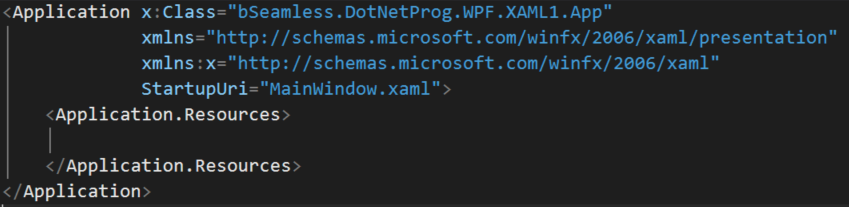 <Application x:Class="bSeamless.DotNetProg.WPF.XAML1.App"
xmlns="http://schemas.microsoft.com/winfx/2006/xaml/presentation"
xmlns:x="http://schemas.microsoft.com/winfx/2006/xaml"
StartupUri="MainWindow.xaml">
<Application.Resources>
</Application.Resources>
</Application>